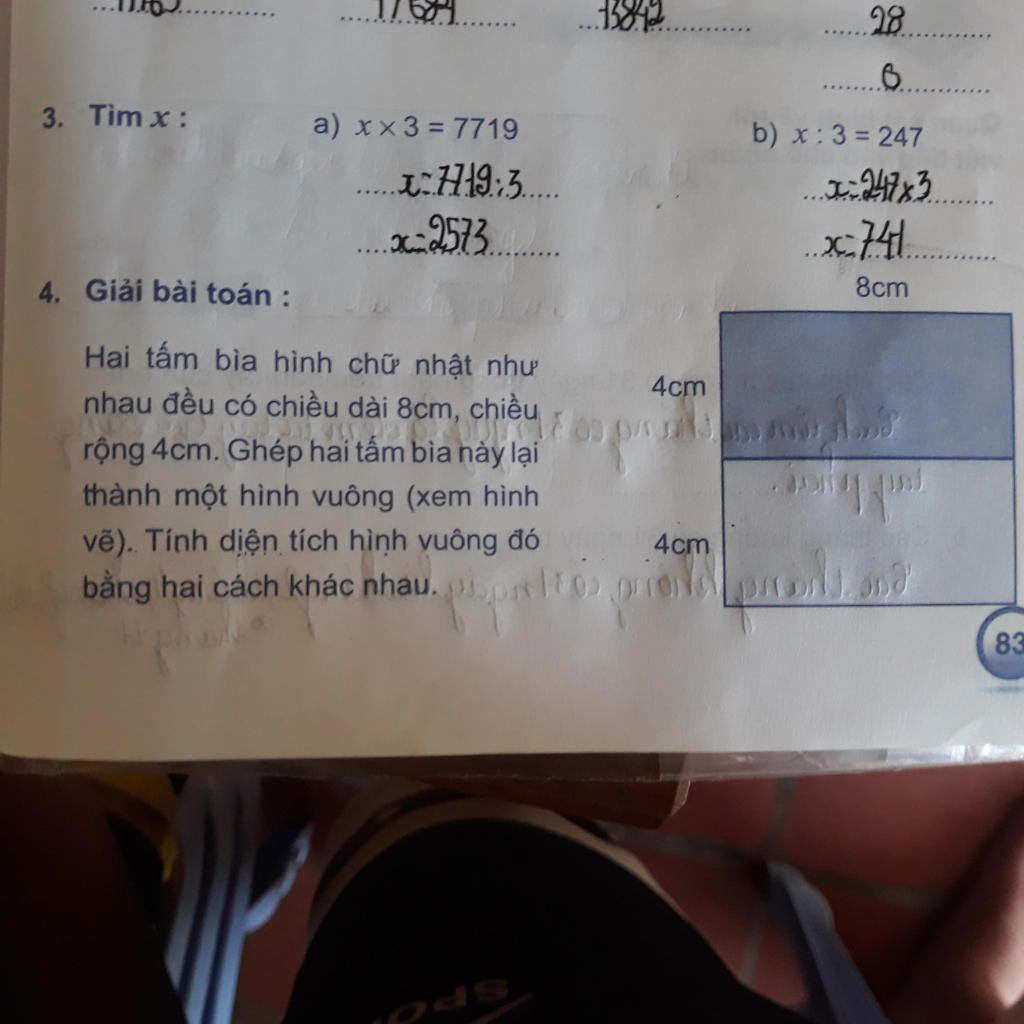 17684
13842
28
6
3. Tìm x :
a) x × 3 = 7719
b) x : 3 = 247
x=7719:3
x=247x3
x=2573
x=741
4. Giải bài toán :
8cm
Hai tấm bìa hình chữ nhật như
nhau đều có chiều dài 8cm, chiều
rộng 4cm. Ghép hai tấm bìa này lại
thành một hình vuông (xem hình
vẽ). Tính diện tích hình vuông đó
bằng hai cách khác nhau.
4cm
4cm
83